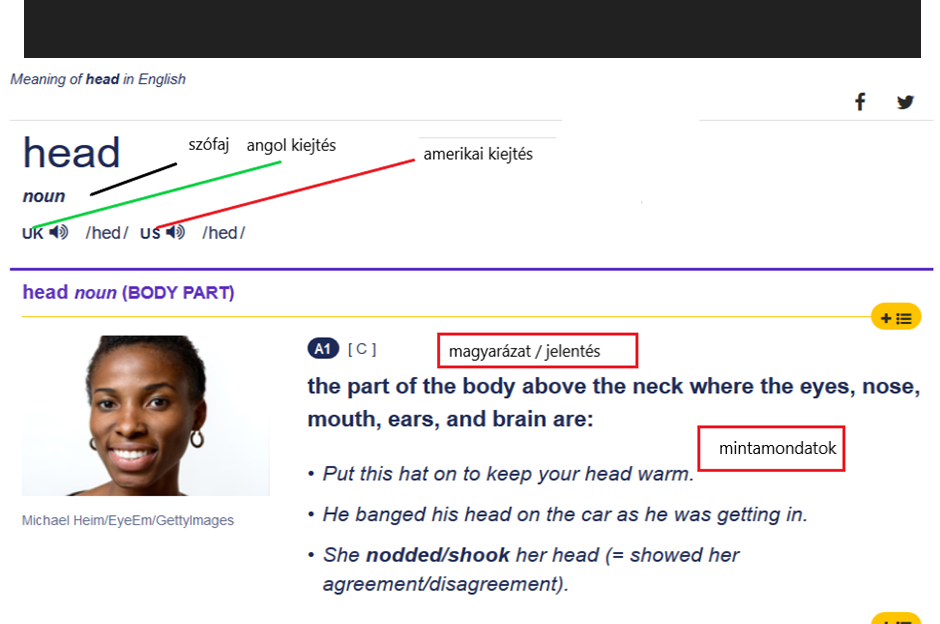 Meaning of head in English
head
szófaj
angol kiejtés
amerikai kiejtés
noun
UK /hed/ US /hed/
head noun (BODY PART)
A1 [ C ]
magyarázat / jelentés
the part of the body above the neck where the eyes, nose,
mouth, ears, and brain are:
mintamondatok
• Put this hat on to keep your head warm.
• He banged his head on the car as he was getting in.
• She nodded/shook her head (= showed her
agreement/disagreement).
Michael Heim/EyeEm/GettyImages